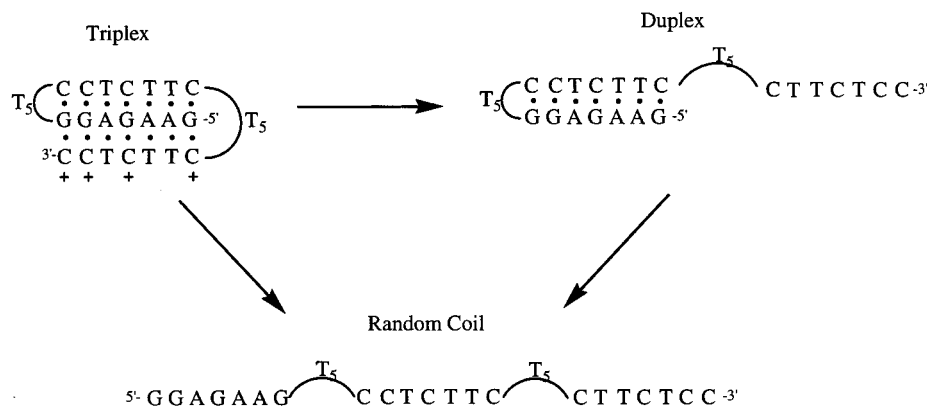 Triplex
C C T C T T C
T5
G G A G A A G -5'
T5
3'-C C T C T T C
+ + + +
Duplex
T5
C C T C T T C
C T T C T C C -3'
T5
G G A G A A G -5'
Random Coil
T5 T5
5'- G G A G A A G C C T C T T C C T T C T C C -3'